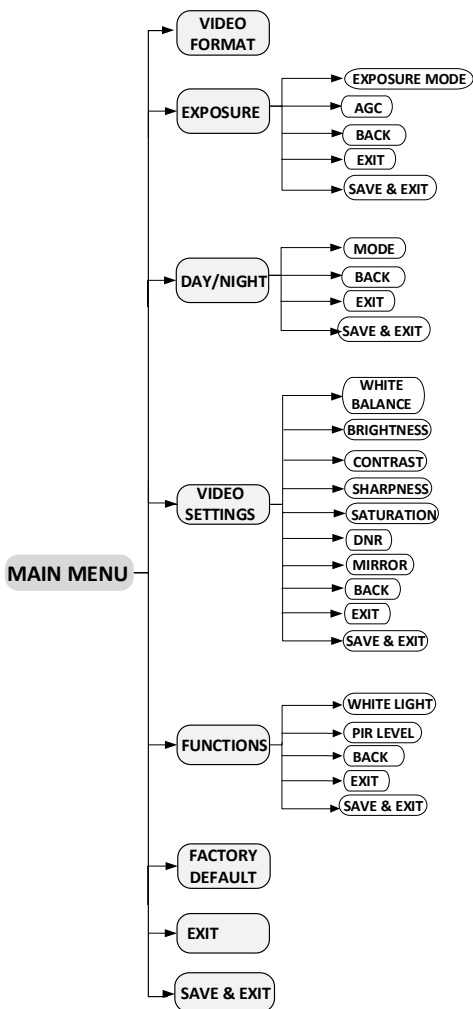 VIDEO
FORMAT
EXPOSURE
EXPOSURE MODE
AGC
BACK
EXIT
SAVE & EXIT
DAY/NIGHT
MODE
BACK
EXIT
SAVE & EXIT
VIDEO
SETTINGS
WHITE
BALANCE
BRIGHTNESS
CONTRAST
SHARPNESS
SATURATION
DNR
MIRROR
BACK
EXIT
SAVE & EXIT
MAIN MENU
FUNCTIONS
WHITE LIGHT
PIR LEVEL
BACK
EXIT
SAVE & EXIT
FACTORY
DEFAULT
EXIT
SAVE & EXIT